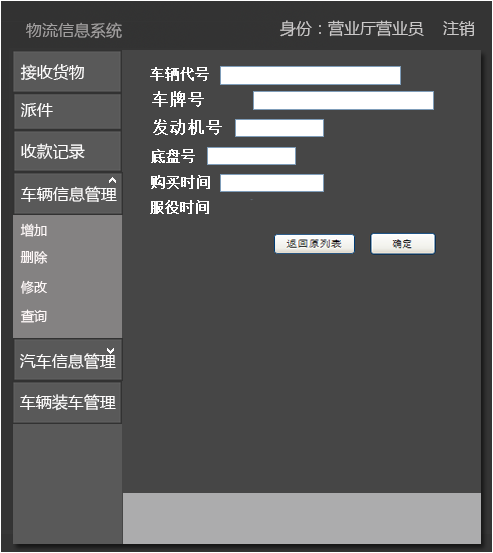 物流信息系统
身份：营业厅营业员 注销
接收货物
派件
收款记录
车辆信息管理
增加
删除
修改
查询
汽车信息管理
车辆装车管理
车辆代号
车牌号
发动机号
底盘号
购买时间
服役时间
返回原列表 确定